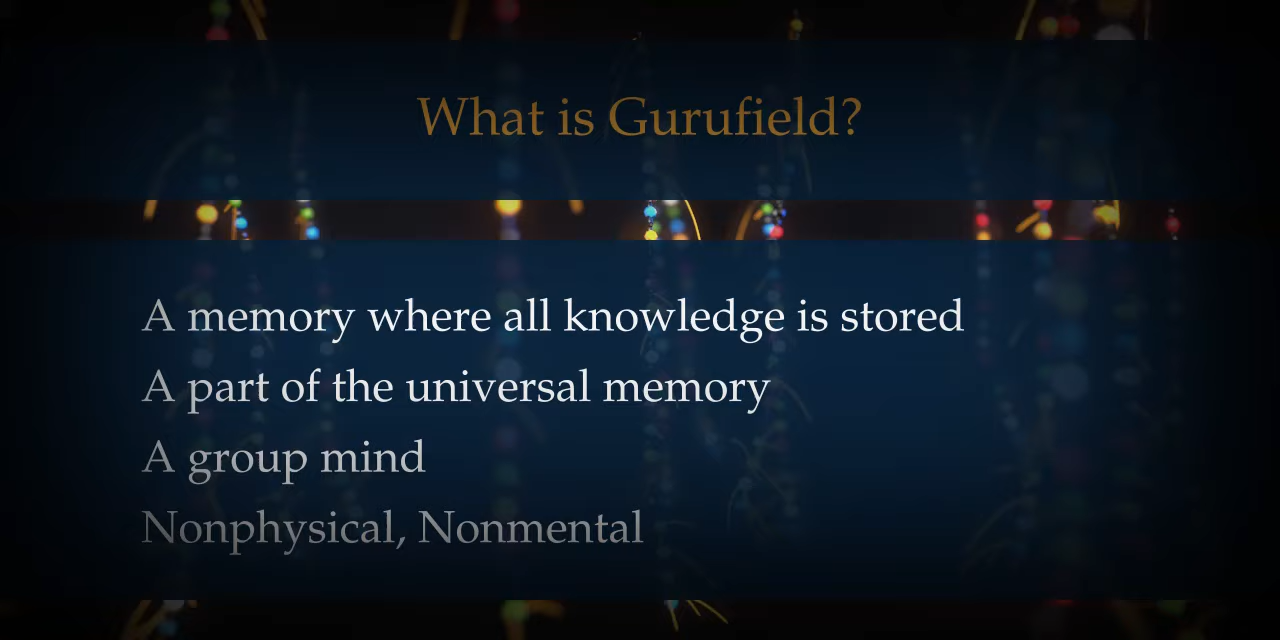 What is Gurufield?
A memory where all knowledge is stored
A part of the universal memory
A group mind
Nonphysical, Nonmental